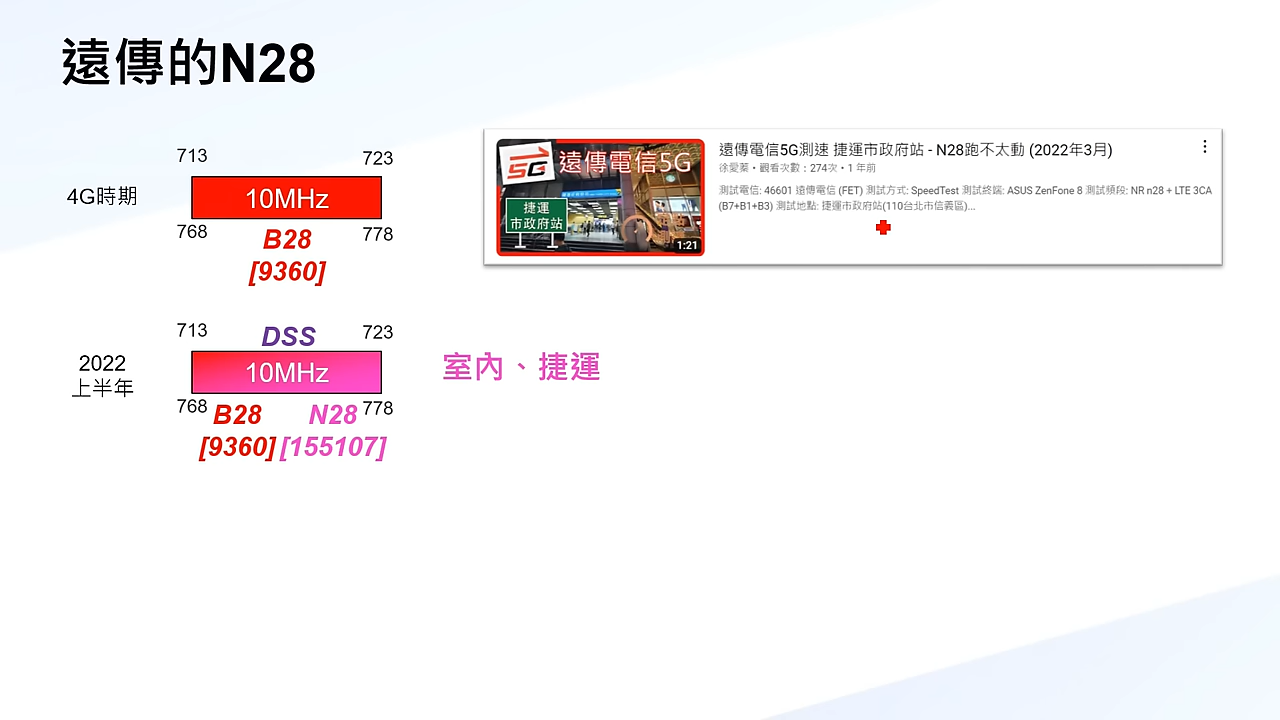 遠傳的N28
713
723
4G時期
10MHz
768
778
B28
[9360]
5G
遠傳電信5G
捷運
市政府站
1:21
遠傳電信5G測速 捷運市政府站 - N28跑不太動 (2022年3月)
徐愛蓁・觀看次數：274次・1 年前
測試電信: 46601 遠傳電信 (FET) 測試方式: SpeedTest 測試終端: ASUS ZenFone 8 測試頻段: NR n28 + LTE 3CA
(B7+B1+B3) 測試地點: 捷運市政府站(110台北市信義區)...
713
DSS
723
2022
上半年
10MHz
室內、捷運
768
B28
N28
778
[9360]
[155107]